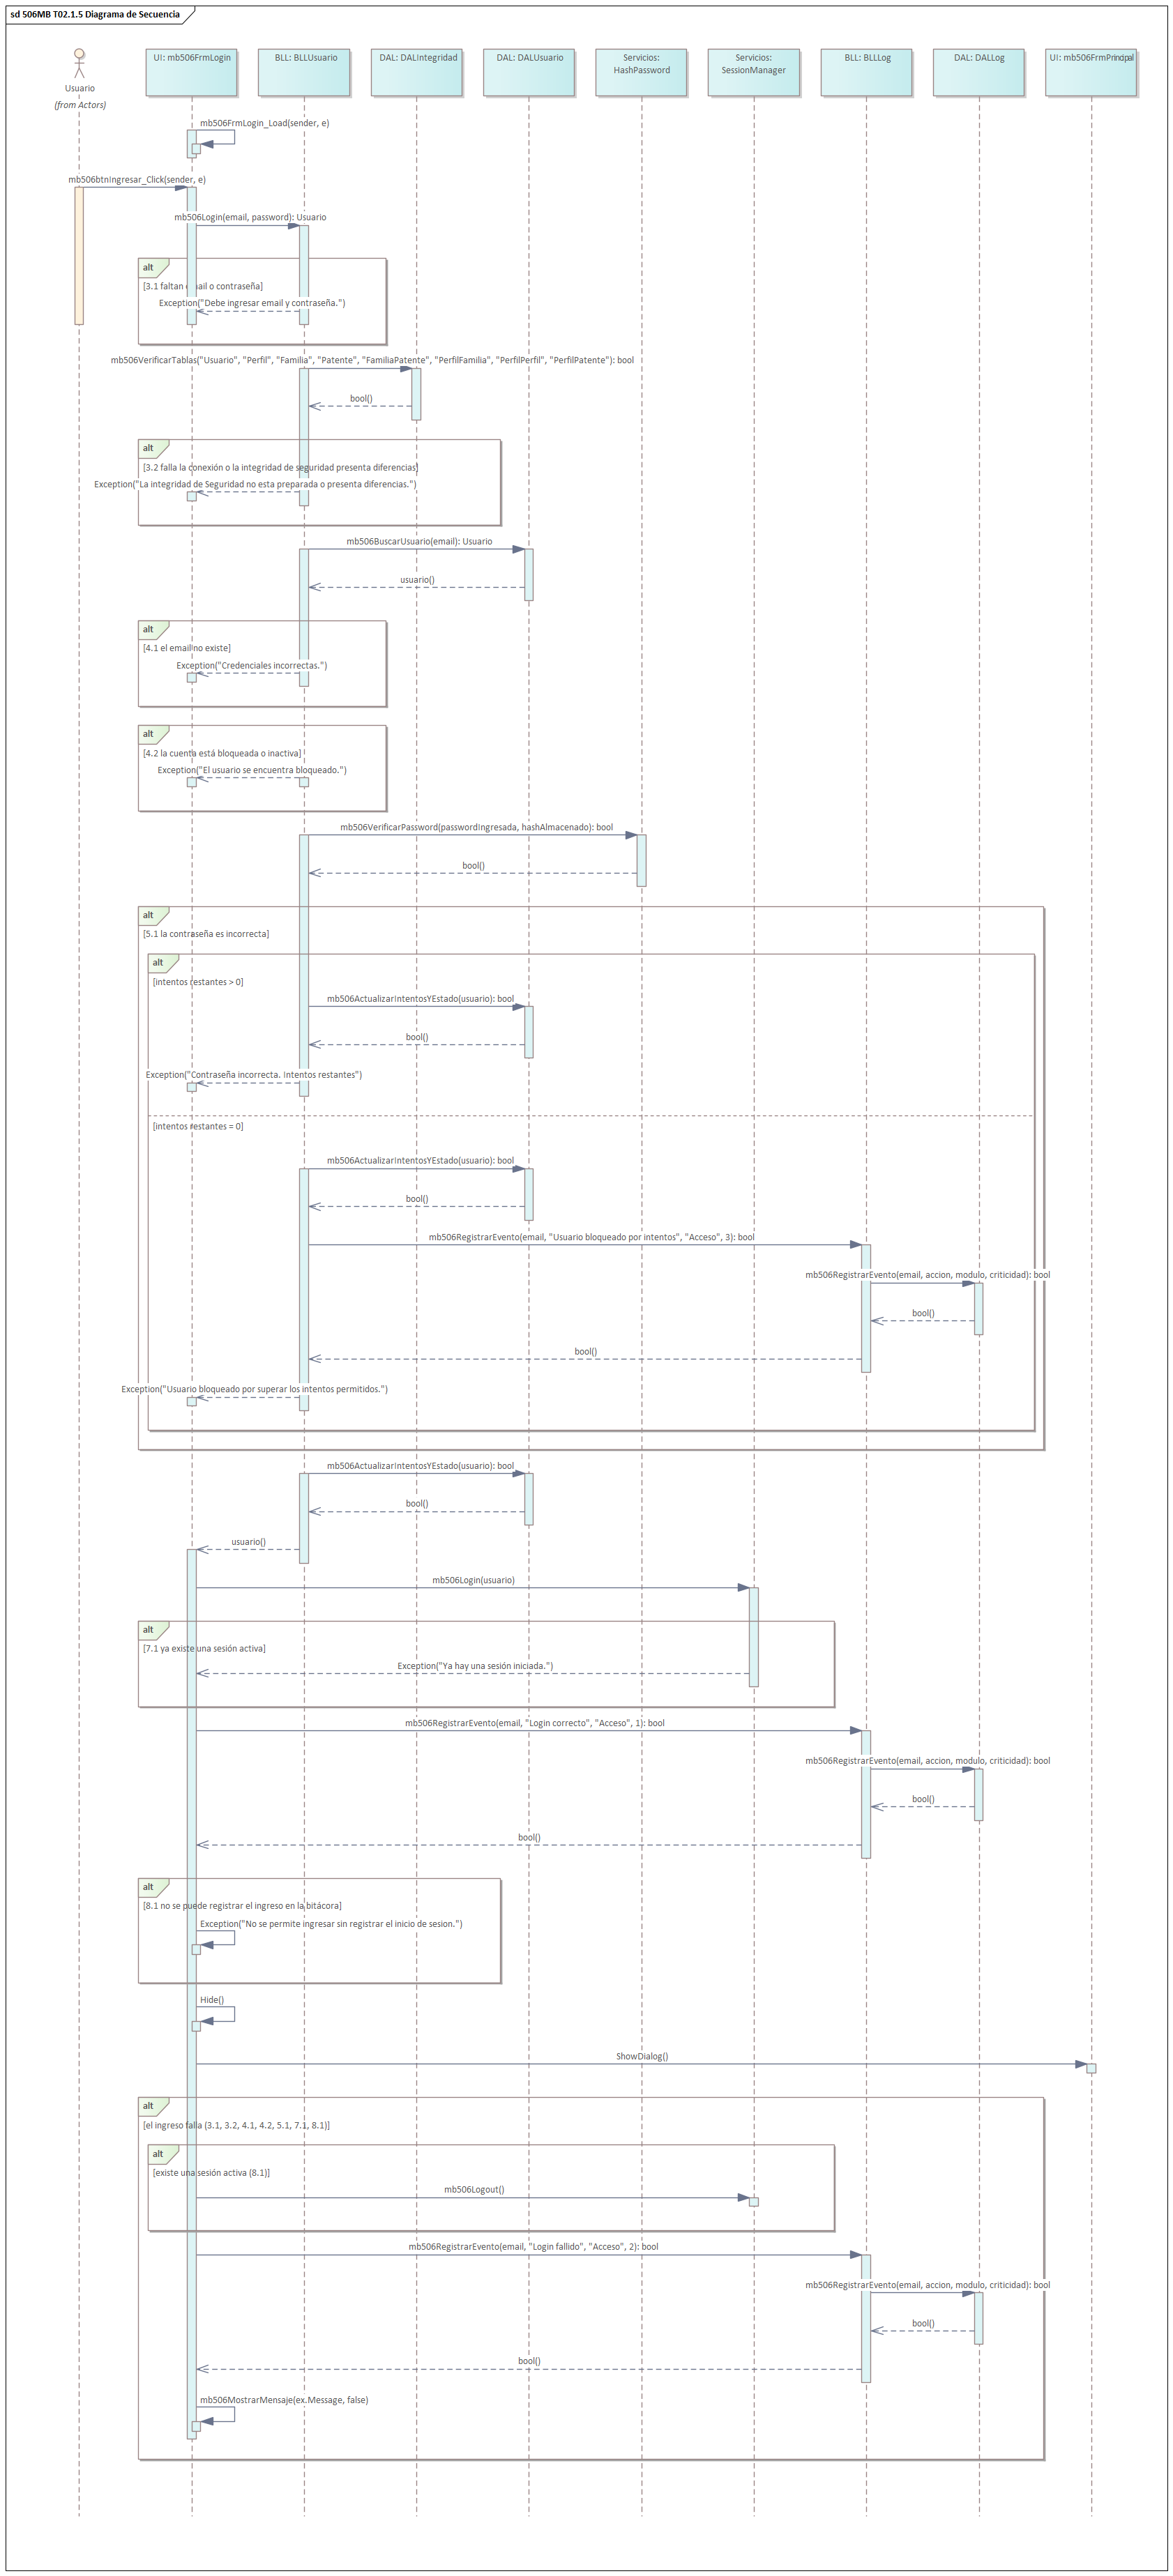 sd 506MB T02.1.5 Diagrama de Secuencia
Usuario
(from Actors)
UI: mb506FrmLogin
BLL: BLLUsuario
DAL: DALIntegridad
DAL: DALUsuario
Servicios:
HashPassword
Servicios:
SessionManager
BLL: BLLLog
DAL: DALLog
UI: mb506FrmPrincipal
mb506FrmLogin_Load(sender, e)
mb506btnIngresar_Click(sender, e)
mb506Login(email, password): Usuario
alt
[3.1 faltan email o contraseña]
Exception("Debe ingresar email y contraseña.")
mb506VerificarTablas("Usuario", "Perfil", "Familia", "Patente", "FamiliaPatente", "PerfilFamilia", "PerfilPerfil", "PerfilPatente"): bool
bool()
alt
[3.2 falla la conexión o la integridad de seguridad presenta diferencias]
Exception("La integridad de Seguridad no esta preparada o presenta diferencias.")
mb506BuscarUsuario(email): Usuario
usuario()
alt
[4.1 el email no existe]
Exception("Credenciales incorrectas.")
alt
[4.2 la cuenta está bloqueada o inactiva]
Exception("El usuario se encuentra bloqueado.")
mb506VerificarPassword(passwordIngresada, hashAlmacenado): bool
bool()
alt
[5.1 la contraseña es incorrecta]
alt
[intentos restantes > 0]
mb506ActualizarIntentosYEstado(usuario): bool
bool()
Exception("Contraseña incorrecta. Intentos restantes")
[intentos restantes = 0]
mb506ActualizarIntentosYEstado(usuario): bool
bool()
mb506RegistrarEvento(email, "Usuario bloqueado por intentos", "Acceso", 3): bool
mb506RegistrarEvento(email, accion, modulo, criticidad): bool
bool()
bool()
Exception("Usuario bloqueado por superar los intentos permitidos.")
mb506ActualizarIntentosYEstado(usuario): bool
bool()
usuario()
mb506Login(usuario)
alt
[7.1 ya existe una sesión activa]
Exception("Ya hay una sesión iniciada.")
mb506RegistrarEvento(email, "Login correcto", "Acceso", 1): bool
mb506RegistrarEvento(email, accion, modulo, criticidad): bool
bool()
bool()
alt
[8.1 no se puede registrar el ingreso en la bitácora]
Exception("No se permite ingresar sin registrar el inicio de sesion.")
Hide()
ShowDialog()
alt
[el ingreso falla (3.1, 3.2, 4.1, 4.2, 5.1, 7.1, 8.1)]
alt
[existe una sesión activa (8.1)]
mb506Logout()
mb506RegistrarEvento(email, "Login fallido", "Acceso", 2): bool
mb506RegistrarEvento(email, accion, modulo, criticidad): bool
bool()
bool()
mb506MostrarMensaje(ex.Message, false)